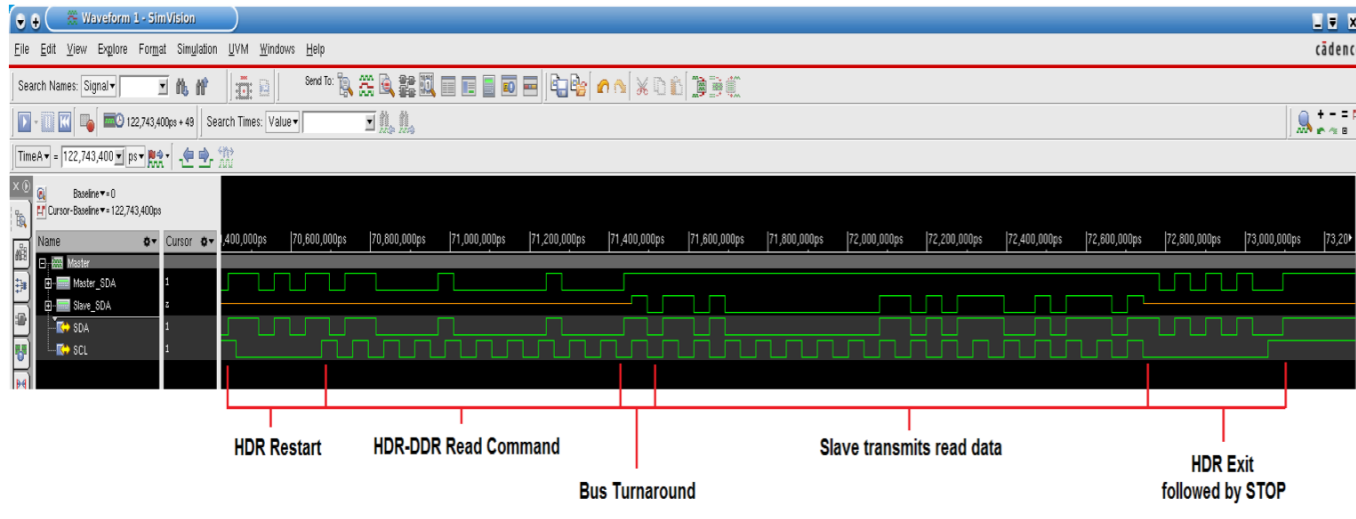 Waveform 1 - SimVision
File Edit View Explore Format Simulation UVM Windows Help
cādenc
Search Names: Signal Send To:
122,743,400ps + 49 Search Times: Value
TimeA = 122,743,400 ps
Baseline = 0
Cursor-Baseline = 122,743,400ps
Name Cursor ,400,000ps |70,600,000ps |70,800,000ps |71,000,000ps |71,200,000ps |71,400,000ps |71,600,000ps |71,800,000ps |72,000,000ps |72,200,000ps |72,400,000ps |72,600,000ps |72,800,000ps |73,000,000ps |73,20
Master
Master_SDA 1
Slave_SDA z
SDA 1
SCL 1
HDR Restart HDR-DDR Read Command Slave transmits read data
Bus Turnaround
HDR Exit
followed by STOP